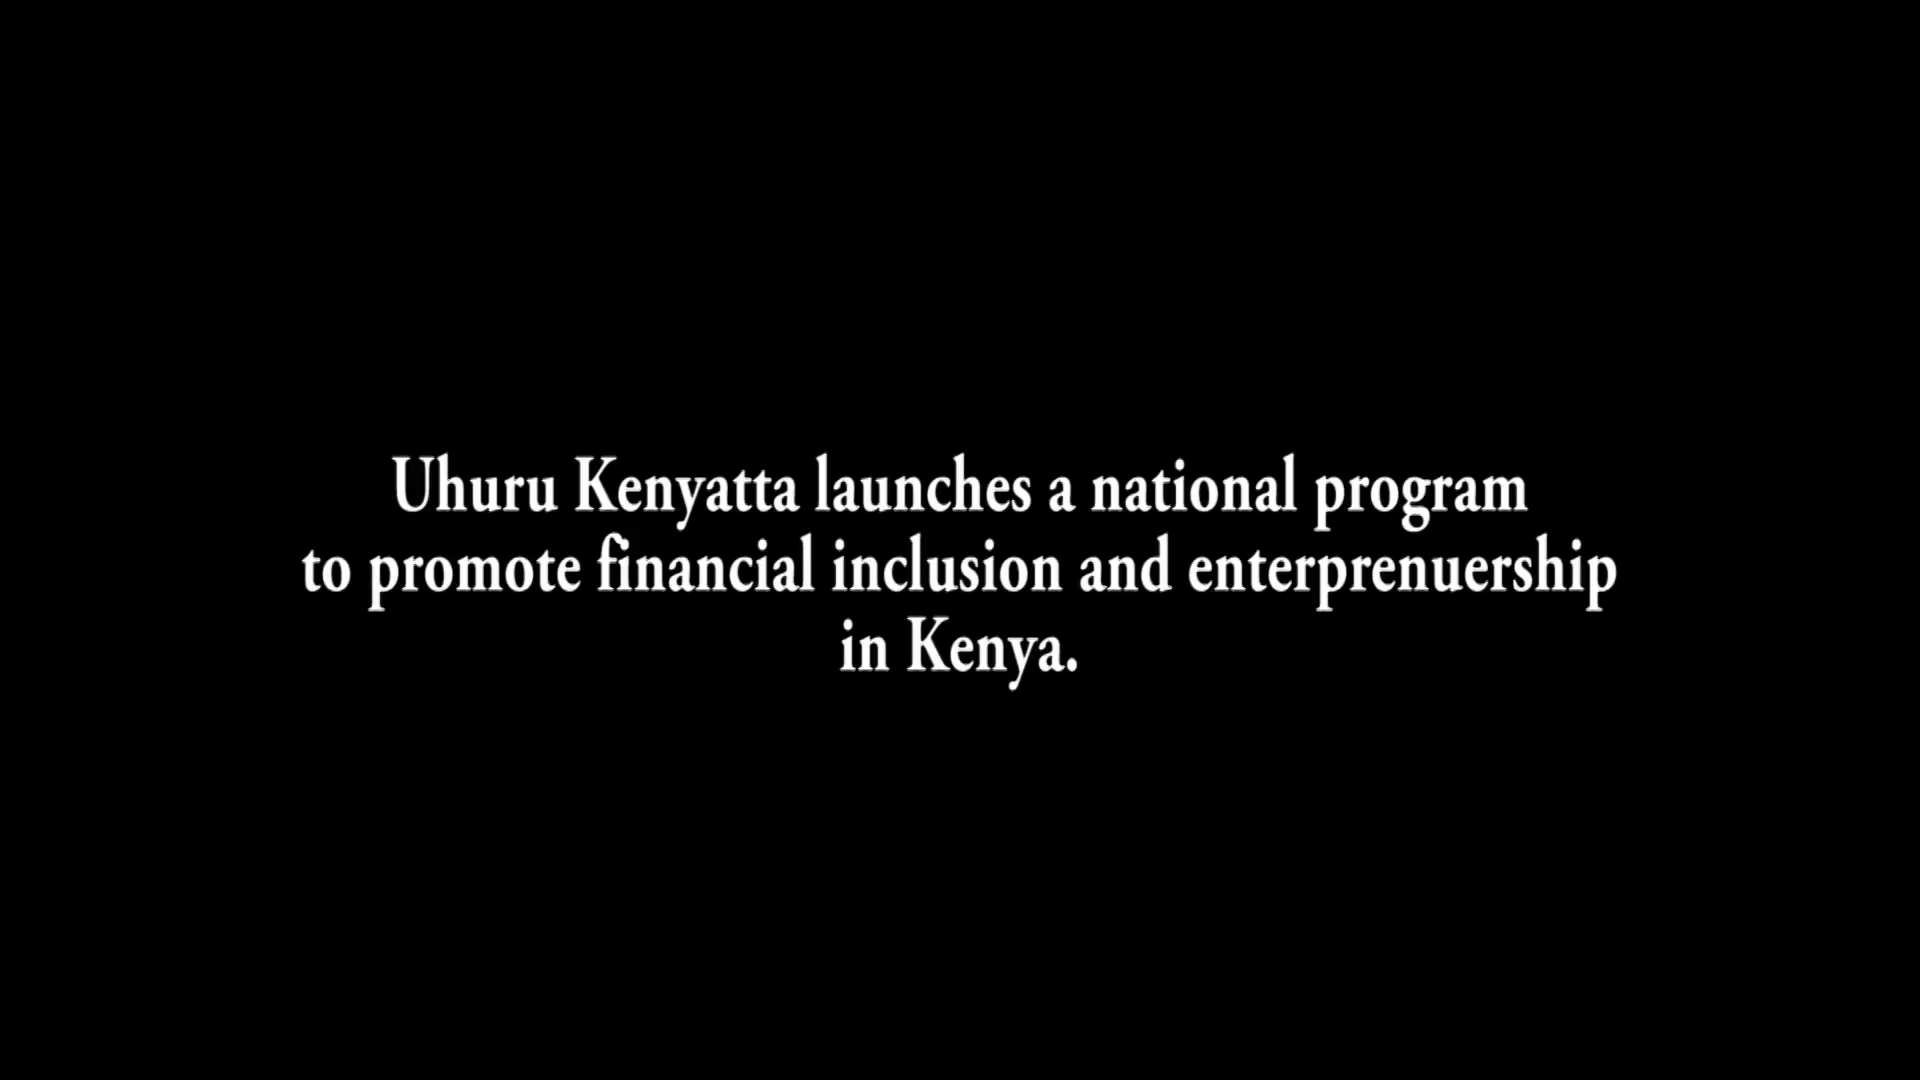 Uhuru Kenyatta launches a national program
to promote financial inclusion and enterprenuership
in Kenya.